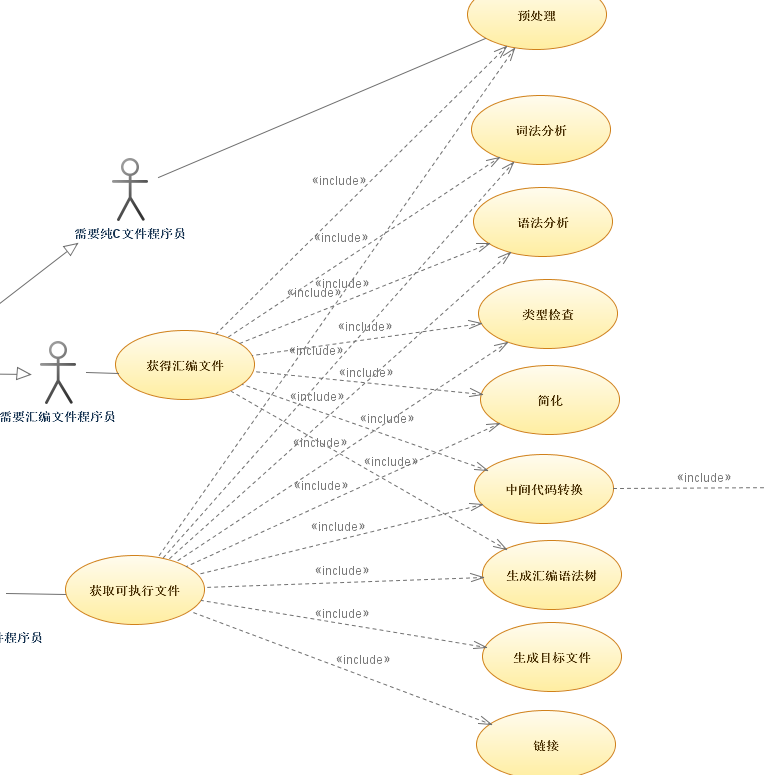 预处理
词法分析
«include»
语法分析
需要纯C文件程序员
«include»
«include»
«include»
类型检查
«include»
«include»
获得汇编文件
«include»
«include»
简化
需要汇编文件程序员
«include»
«include»
«include»
«include»
«include»
中间代码转换
«include»
«include»
生成汇编语法树
获取可执行文件
«include»
«include»
件程序员
生成目标文件
«include»
链接